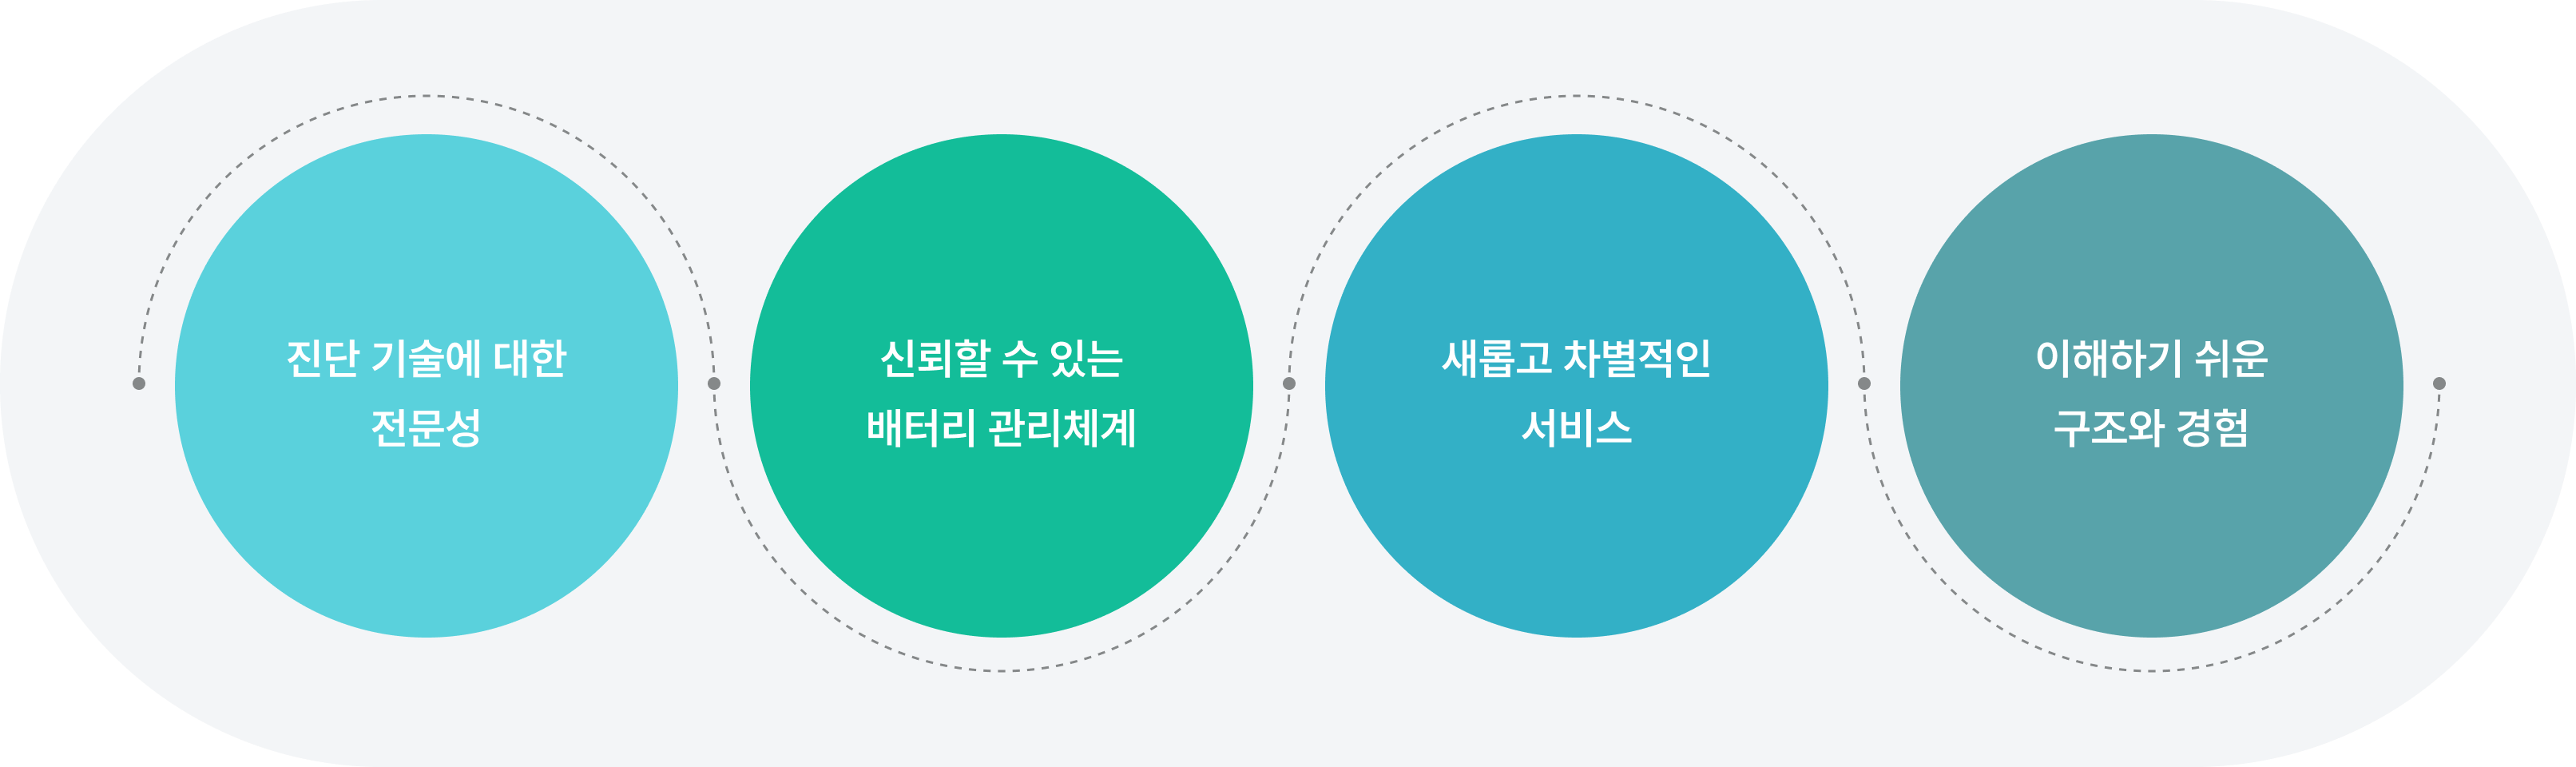 진단 기술에 대한
전문성
신뢰할 수 있는
배터리 관리체계
새롭고 차별적인
서비스
이해하기 쉬운
구조와 경험